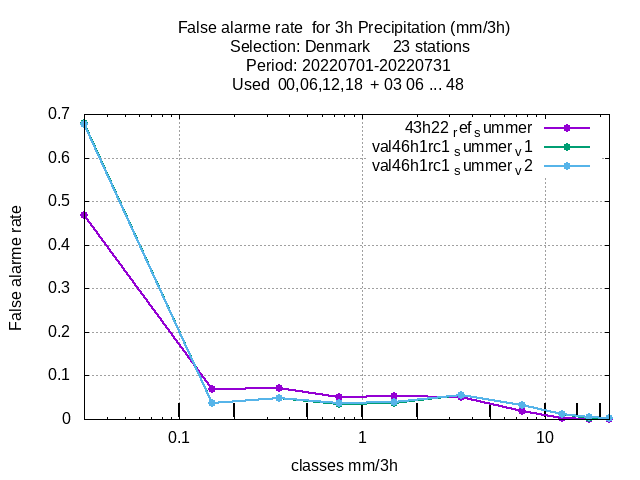 False alarme rate  for 3h Precipitation (mm/3h)
Selection: Denmark     23 stations
Period: 20220701-20220731
Used  00,06,12,18  + 03 06 ... 48
0.7
0.6
0.5
0.4
0.3
0.2
0.1
0
False alarme rate
43h22 ref summer
val46h1rc1 summer v1
val46h1rc1 summer v2
0.1
1
10
classes mm/3h